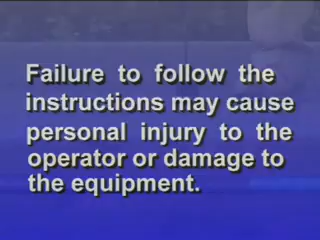 Failure to follow the
instructions may cause
personal injury to the
operator or damage to
the equipment.